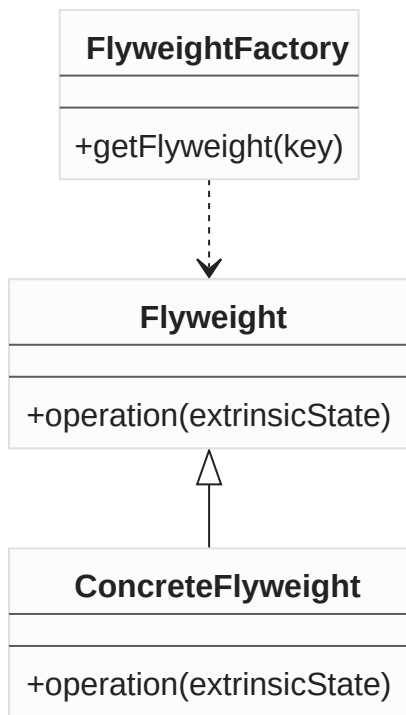 FlyweightFactory
+getFlyweight(key)
Flyweight
+operation(extrinsicState)
ConcreteFlyweight
+operation(extrinsicState)